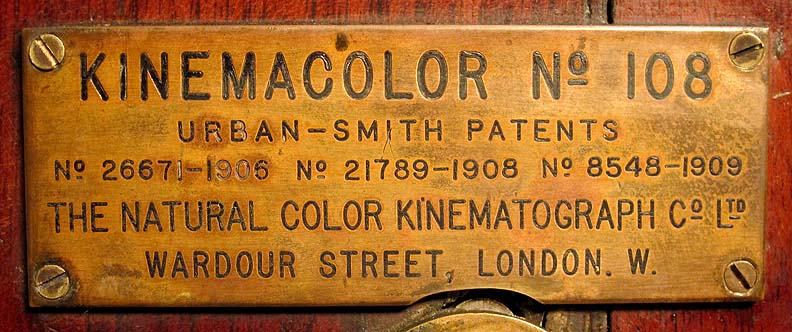 KINEMACOLOR Nº 108
URBAN-SMITH PATENTS
Nº 26671-1906 Nº 21789-1908 Nº 8548-1909
THE NATURAL COLOR KINEMATOGRAPH Cº LTD
WARDOUR STREET, LONDON. W.